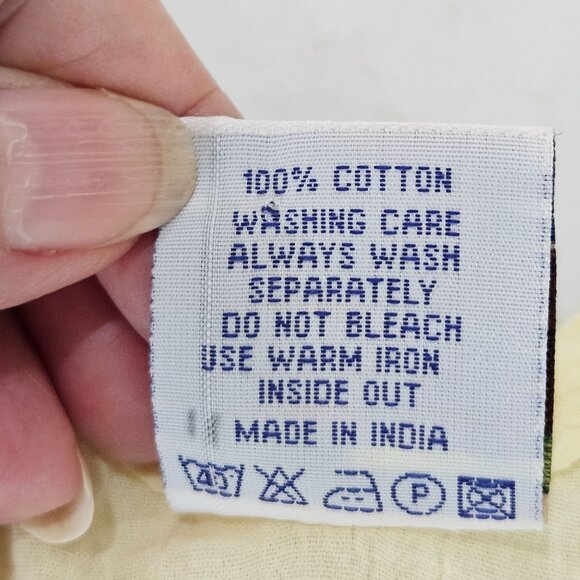 100% COTTON
WASHING CARE
ALWAYS WASH
SEPARATELY
DO NOT BLEACH
USE WARM IRON
INSIDE OUT
MADE IN INDIA
40 P